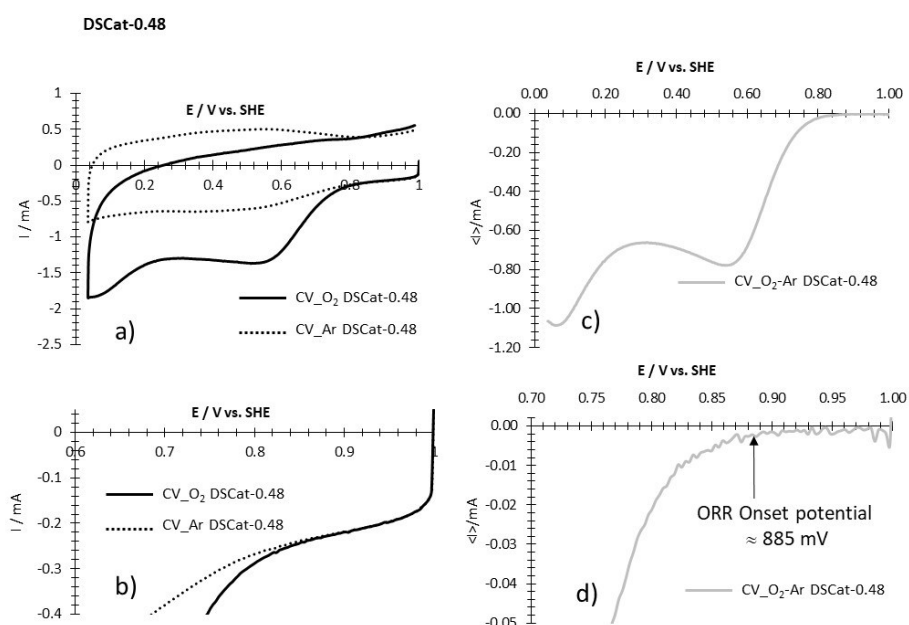 DSCat-0.48
E / V vs. SHE
I / mA
1
0.5
0
-0.5
-1
-1.5
-2
-2.5
0 0.2 0.4 0.6 0.8 1
CV_O₂ DSCat-0.48
CV_Ar DSCat-0.48
a)
E / V vs. SHE
0.00 0.20 0.40 0.60 0.80 1.00
<I>/mA
0.00
-0.20
-0.40
-0.60
-0.80
-1.00
-1.20
CV_O₂-Ar DSCat-0.48
c)
E / V vs. SHE
I / mA
0
-0.1
-0.2
-0.3
-0.4
0.6 0.7 0.8 0.9 1
CV_O₂ DSCat-0.48
CV_Ar DSCat-0.48
b)
E / V vs. SHE
0.70 0.75 0.80 0.85 0.90 0.95 1.00
<I>/mA
0.00
-0.01
-0.02
-0.03
-0.04
-0.05
ORR Onset potential
≈ 885 mV
d)
CV_O₂-Ar DSCat-0.48